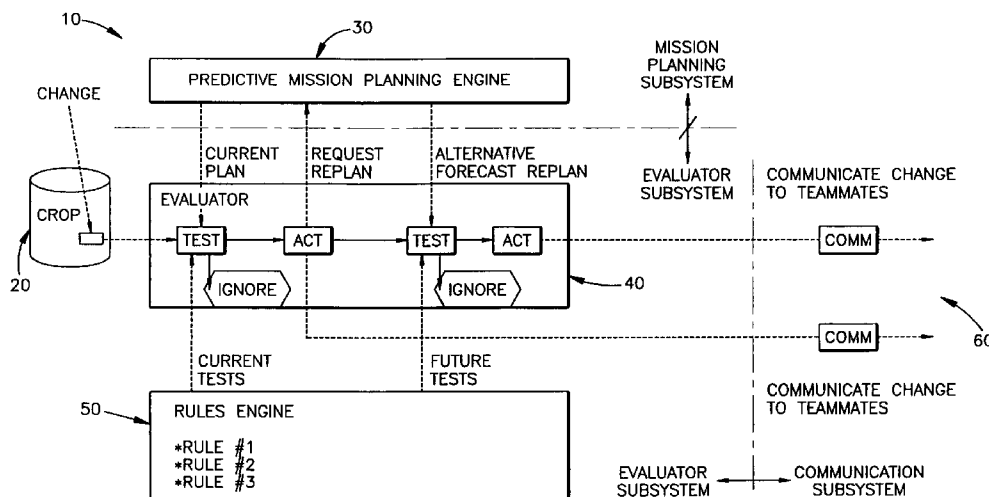 10
30
PREDICTIVE MISSION PLANNING ENGINE
MISSION
PLANNING
SUBSYSTEM
CHANGE
CURRENT
PLAN
REQUEST
REPLAN
ALTERNATIVE
FORECAST REPLAN
EVALUATOR
SUBSYSTEM
COMMUNICATE CHANGE
TO TEAMMATES
EVALUATOR
CROP
TEST
ACT
TEST
ACT
COMM
20
IGNORE
IGNORE
40
COMM
60
CURRENT
TESTS
FUTURE
TESTS
COMMUNICATE CHANGE
TO TEAMMATES
50
RULES ENGINE
*RULE #1
*RULE #2
*RULE #3
EVALUATOR
SUBSYSTEM
COMMUNICATION
SUBSYSTEM